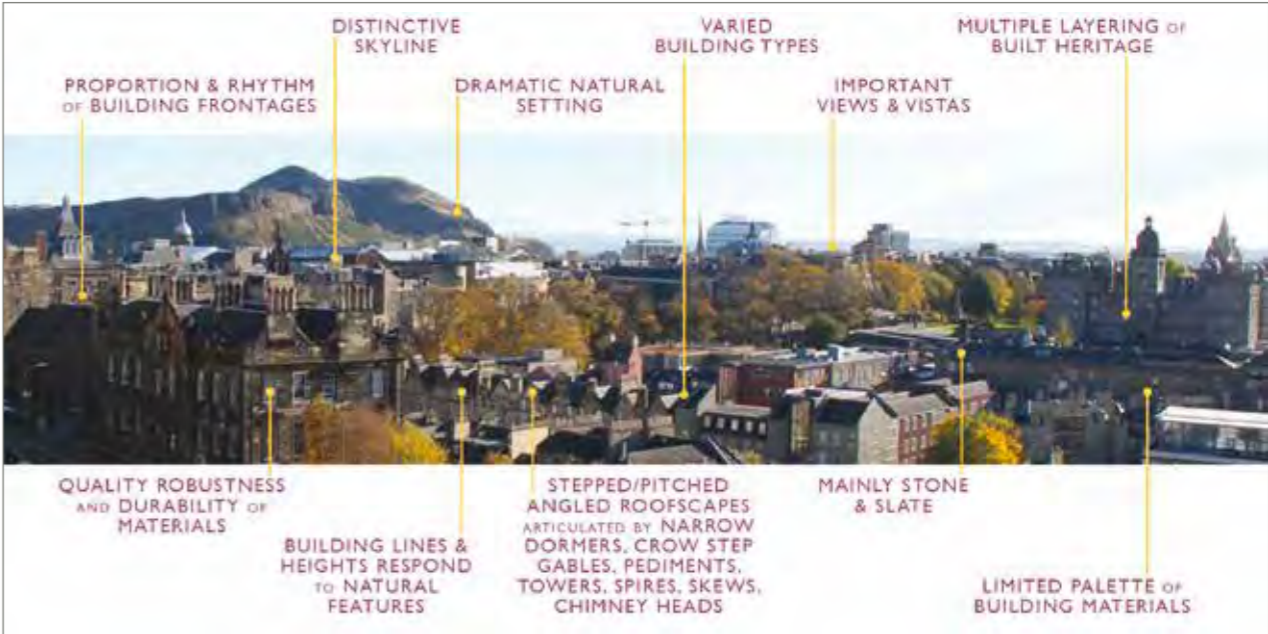 DISTINCTIVE
SKYLINE
VARIED
BUILDING TYPES
MULTIPLE LAYERING OF
BUILT HERITAGE
PROPORTION & RHYTHM
OF BUILDING FRONTAGES
DRAMATIC NATURAL
SETTING
IMPORTANT
VIEWS & VISTAS
QUALITY ROBUSTNESS
AND DURABILITY OF
MATERIALS
BUILDING LINES &
HEIGHTS RESPOND
TO NATURAL
FEATURES
STEPPED/PITCHED
ANGLED ROOFSCAPES
ARTICULATED BY NARROW
DORMERS, CROW STEP
GABLES, PEDIMENTS,
TOWERS, SPIRES, SKEWS,
CHIMNEY HEADS
MAINLY STONE
& SLATE
LIMITED PALETTE OF
BUILDING MATERIALS